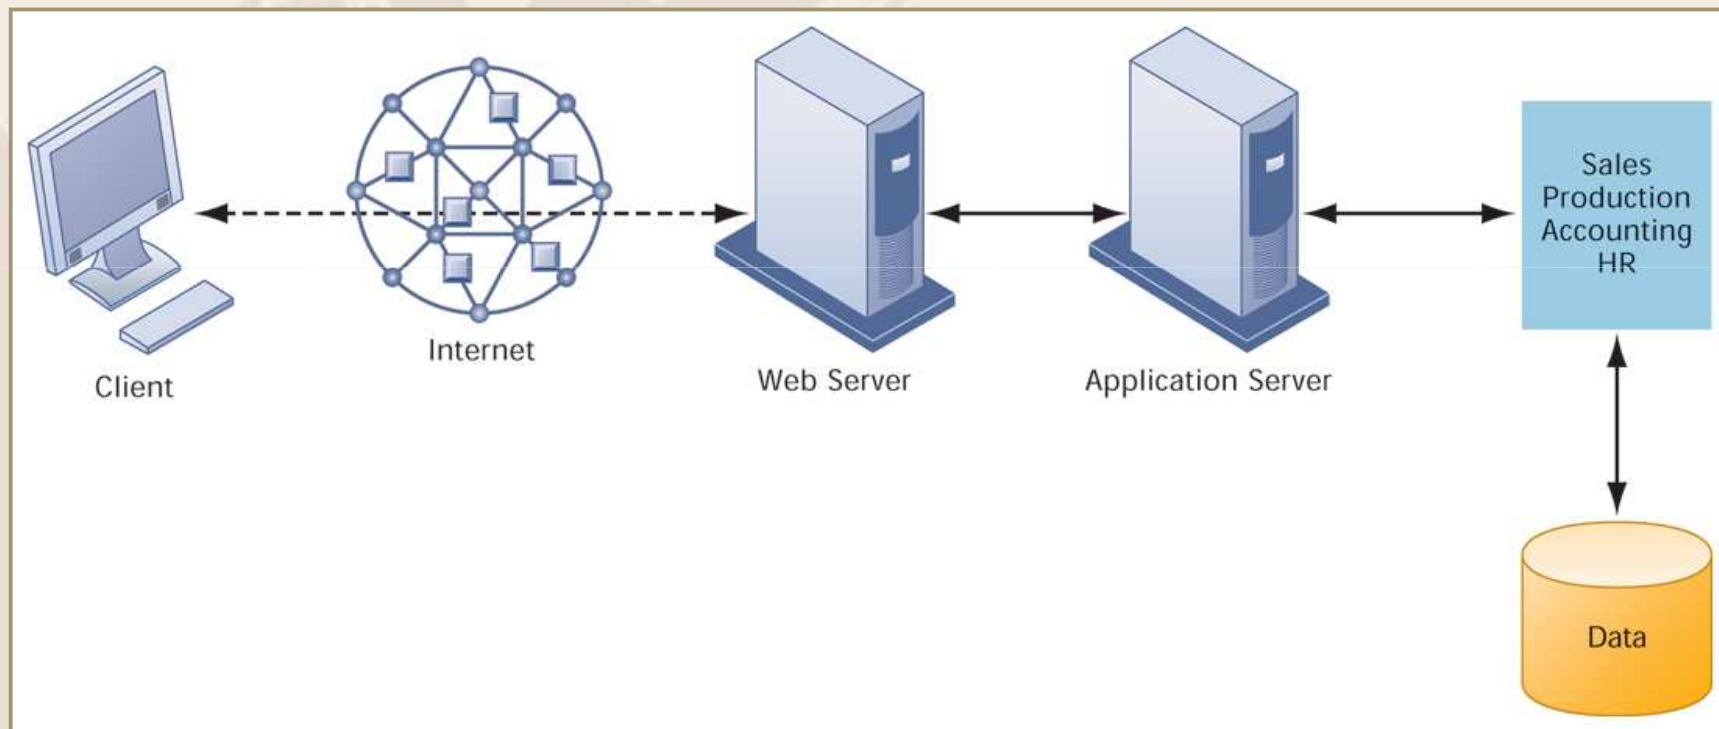 Client
Internet
Web Server
Application Server
Sales
Production
Accounting
HR
Data